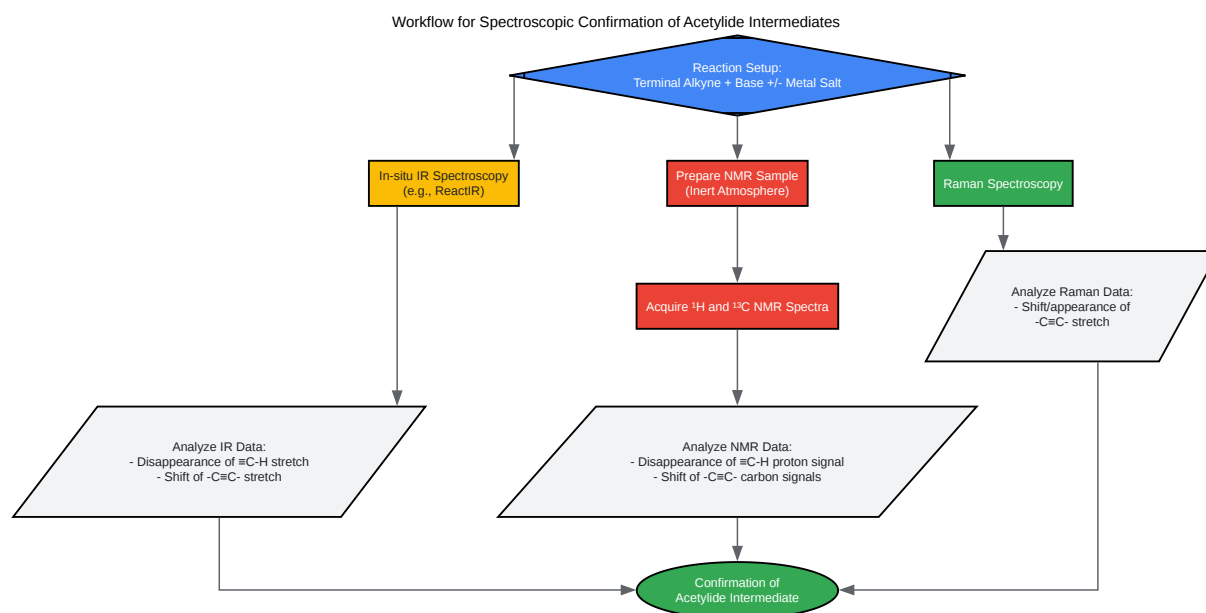 Workflow for Spectroscopic Confirmation of Acetylide Intermediates
Reaction Setup:
Terminal Alkyne + Base +/- Metal Salt
In-situ IR Spectroscopy
(e.g., ReactIR)
Prepare NMR Sample
(Inert Atmosphere)
Raman Spectroscopy
Acquire ¹H and ¹³C NMR Spectra
Analyze Raman Data:
- Shift/appearance of
-C≡C- stretch
Analyze IR Data:
- Disappearance of ≡C-H stretch
- Shift of -C≡C- stretch
Analyze NMR Data:
- Disappearance of ≡C-H proton signal
- Shift of -C≡C- carbon signals
Confirmation of
Acetylide Intermediate